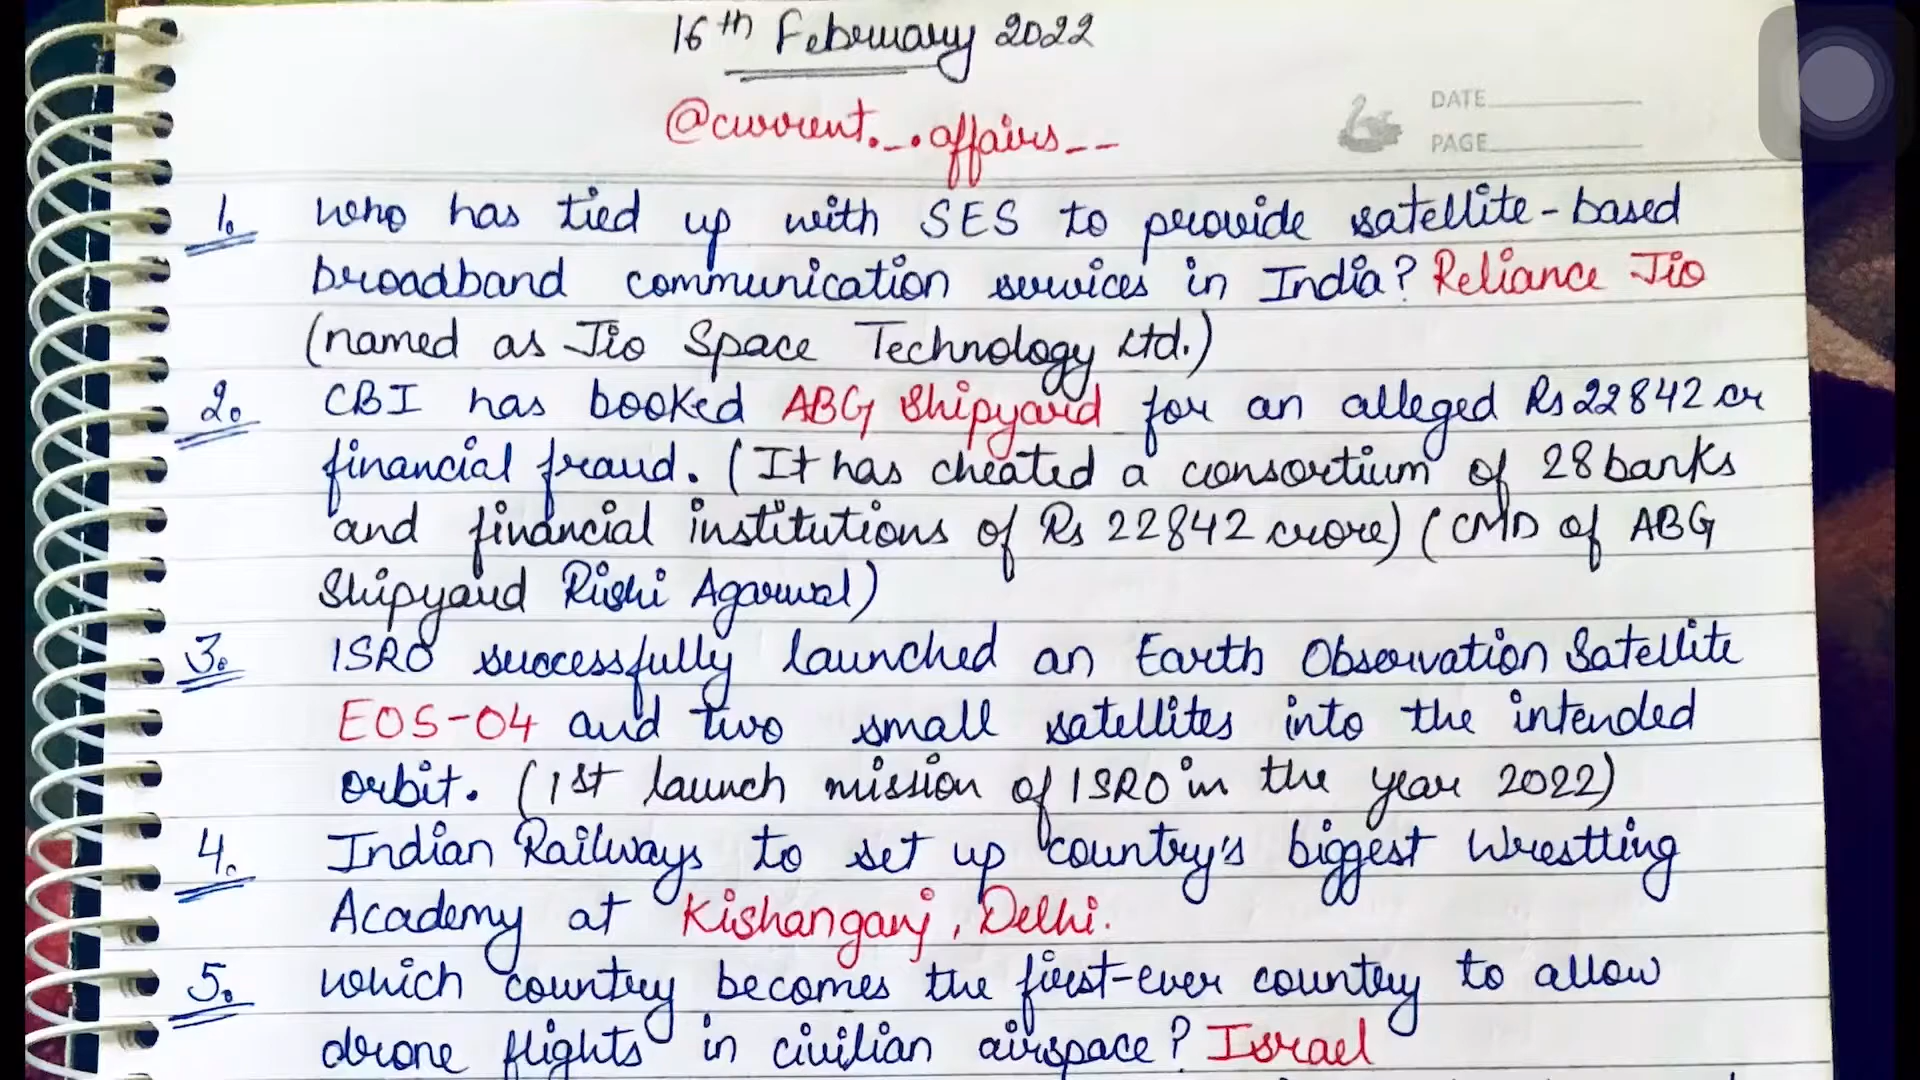 16th February 2022
@current._.affairs__
DATE
PAGE
1. who has tied up with SES to provide satellite-based
broadband communication services in India? Reliance Jio
(named as Jio Space Technology Ltd.)
2. CBI has booked ABG Shipyard for an alleged Rs 22842 cr
financial fraud. (It has cheated a consortium of 28 banks
and financial institutions of Rs 22842 crore) (CMD of ABG
Shipyard Rishi Agarwal)
3. ISRO successfully launched an Earth Observation Satellite
EOS-04 and two small satellites into the intended
orbit. (1st launch mission of ISRO in the year 2022)
4. Indian Railways to set up country's biggest Wrestling
Academy at Kishanganj, Delhi.
5. which country becomes the first-ever country to allow
drone flights in civilian airspace? Israel